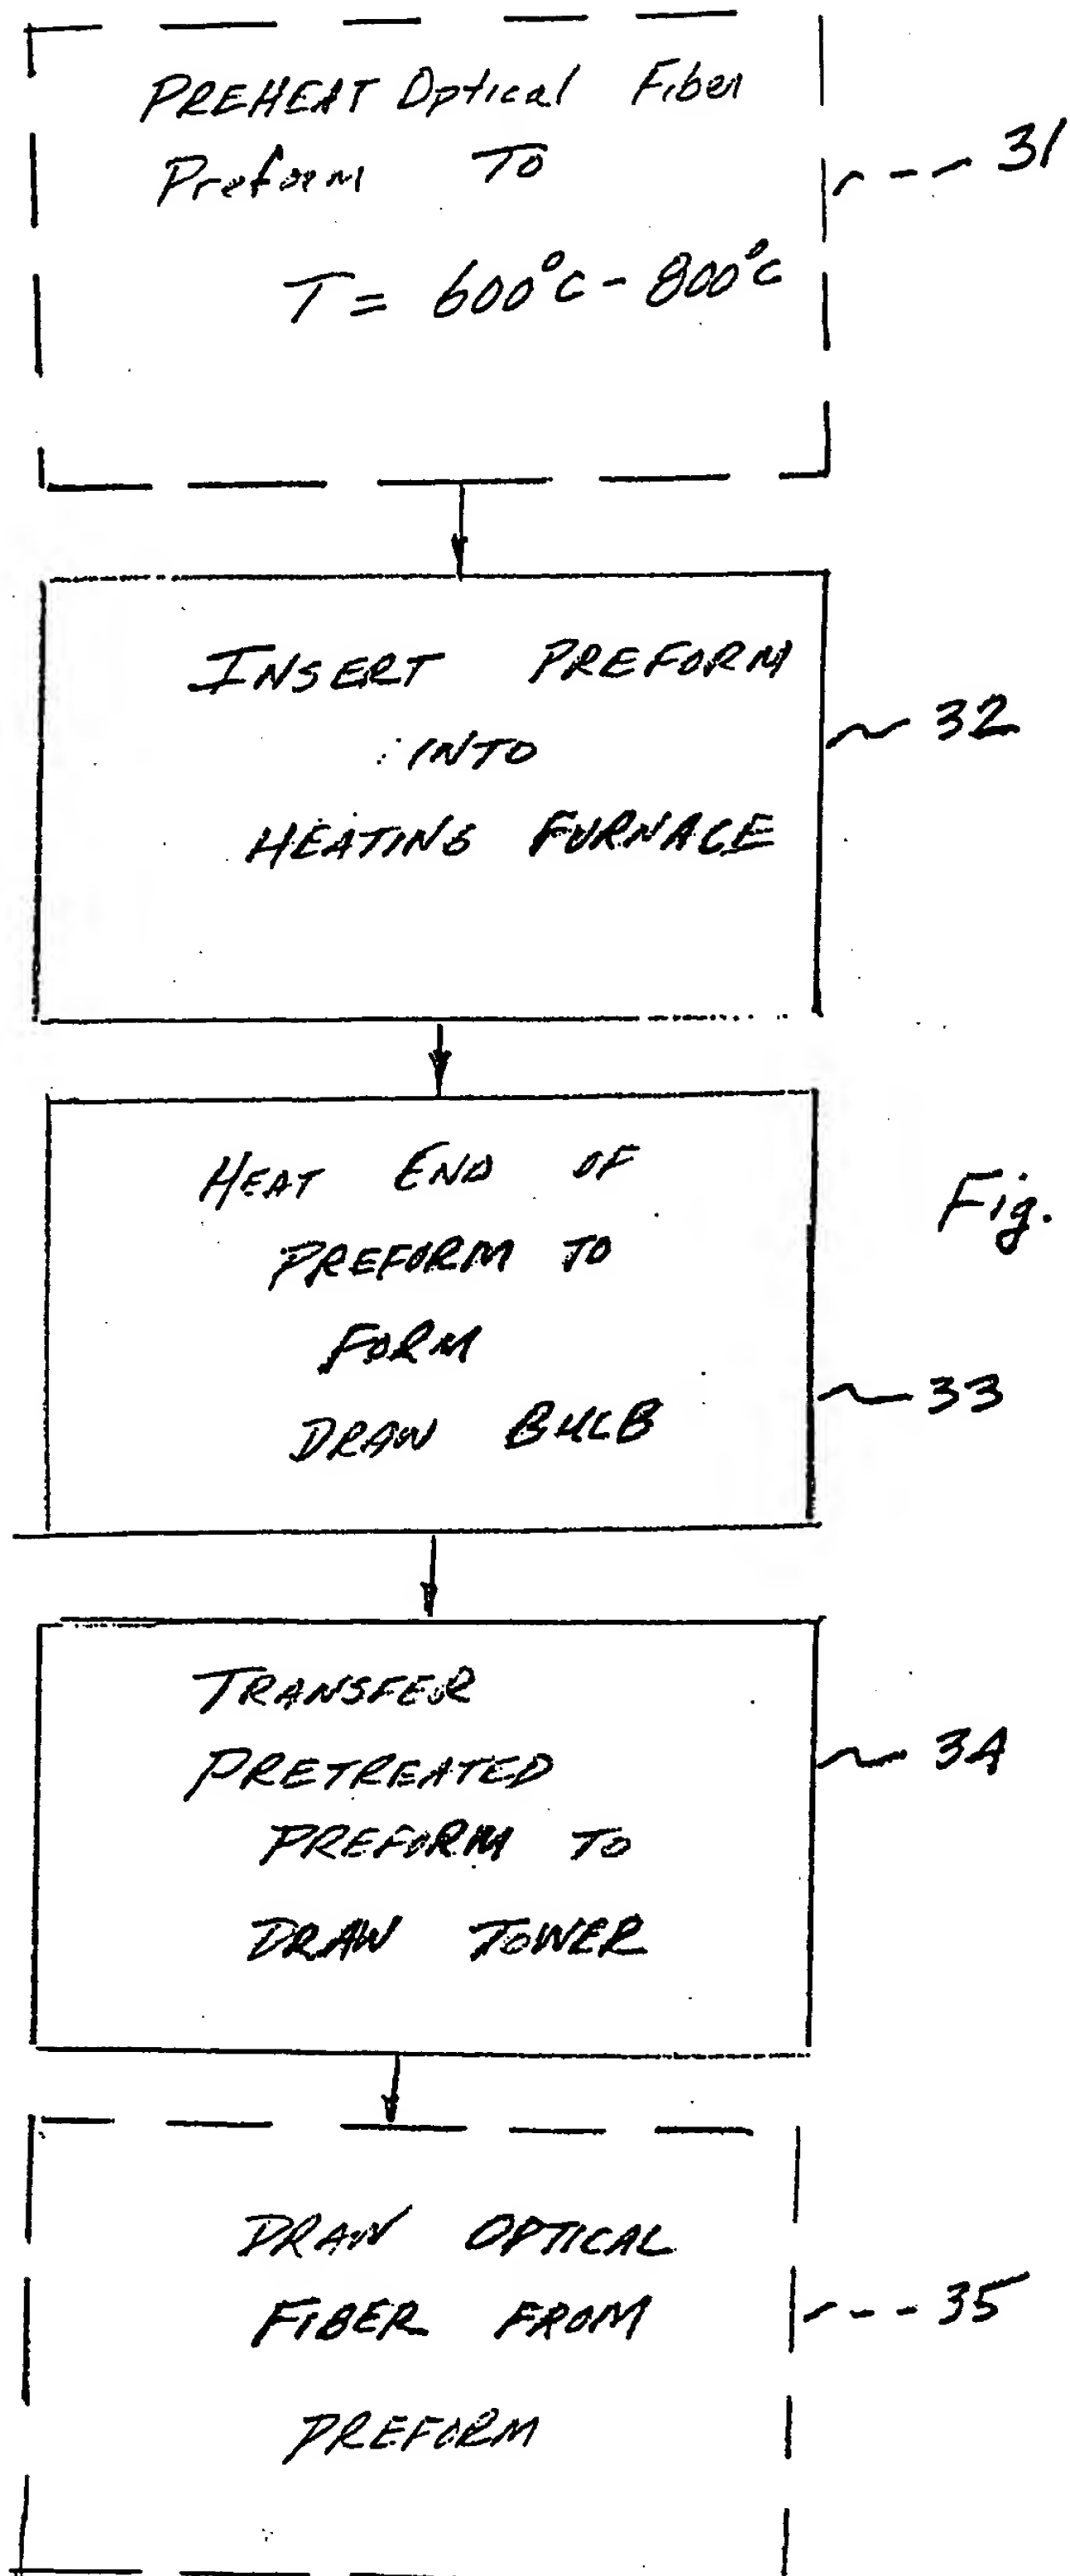 PREHEAT Optical Fiber
Preform To
T = 600°C - 800°C
31
INSERT PREFORM
INTO
HEATING FURNACE
32
HEAT END OF
PREFORM TO
FORM
DRAW BULB
Fig.
33
TRANSFER
PRETREATED
PREFORM TO
DRAW TOWER
34
DRAW OPTICAL
FIBER FROM
PREFORM
35